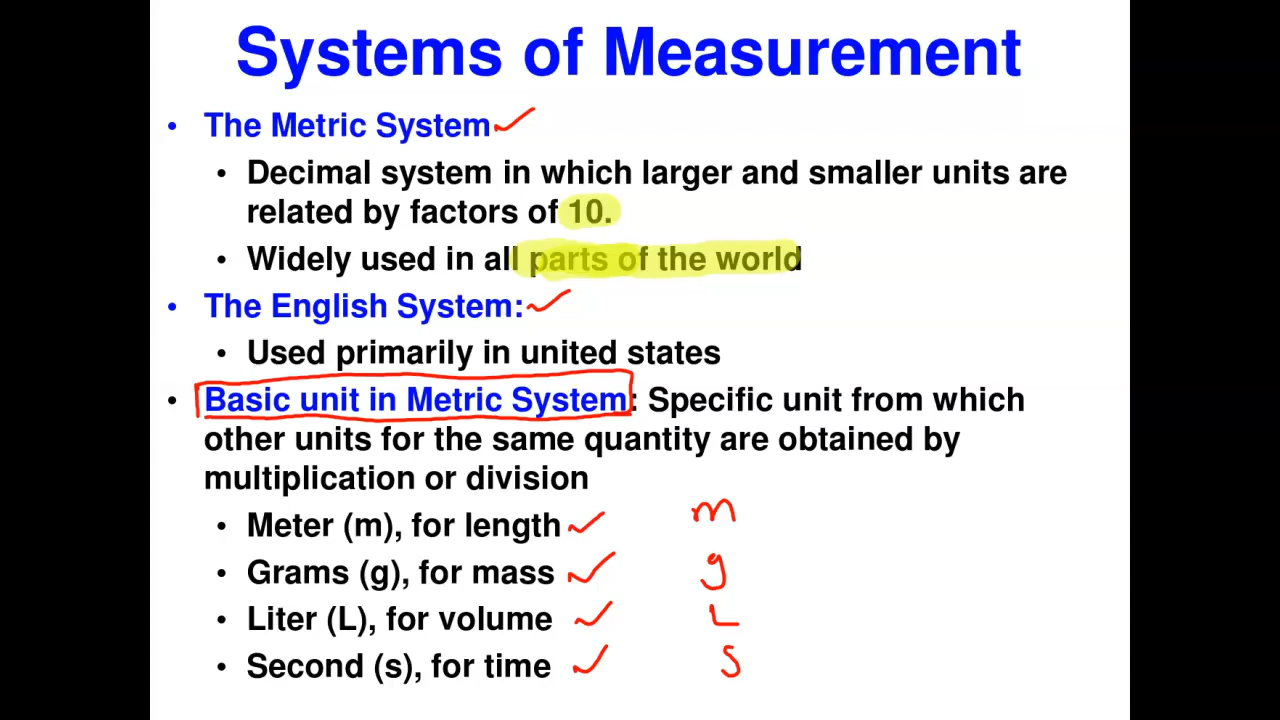 Systems of Measurement
• The Metric System
• Decimal system in which larger and smaller units are
related by factors of 10.
• Widely used in all parts of the world
• The English System:
• Used primarily in united states
• Basic unit in Metric System: Specific unit from which
other units for the same quantity are obtained by
multiplication or division
• Meter (m), for length m
• Grams (g), for mass g
• Liter (L), for volume L
• Second (s), for time s